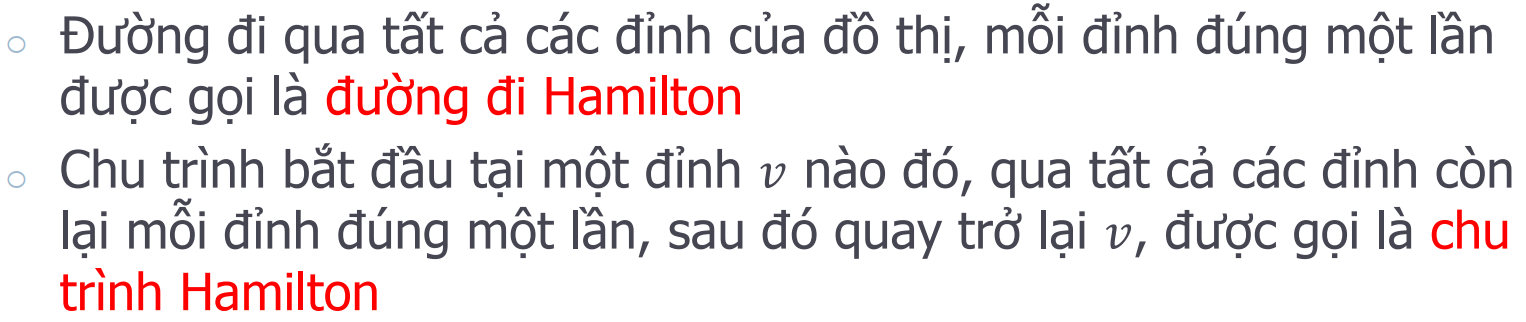 ○ Đường đi qua tất cả các đỉnh của đồ thị, mỗi đỉnh đúng một lần
được gọi là đường đi Hamilton
○ Chu trình bắt đầu tại một đỉnh 𝑣 nào đó, qua tất cả các đỉnh còn
lại mỗi đỉnh đúng một lần, sau đó quay trở lại 𝑣, được gọi là chu
trình Hamilton